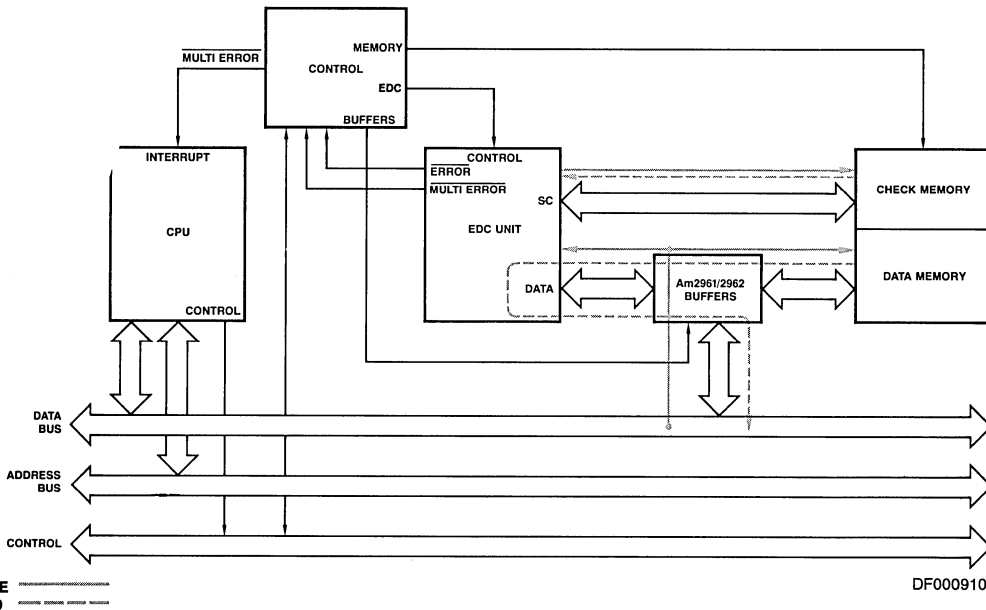 MULTI ERROR
MEMORY
CONTROL
EDC
BUFFERS
INTERRUPT
CPU
CONTROL
CONTROL
ERROR
MULTI ERROR
SC
EDC UNIT
DATA
Am2961/2962
BUFFERS
CHECK MEMORY
DATA MEMORY
DATA
BUS
ADDRESS
BUS
CONTROL
DF000910